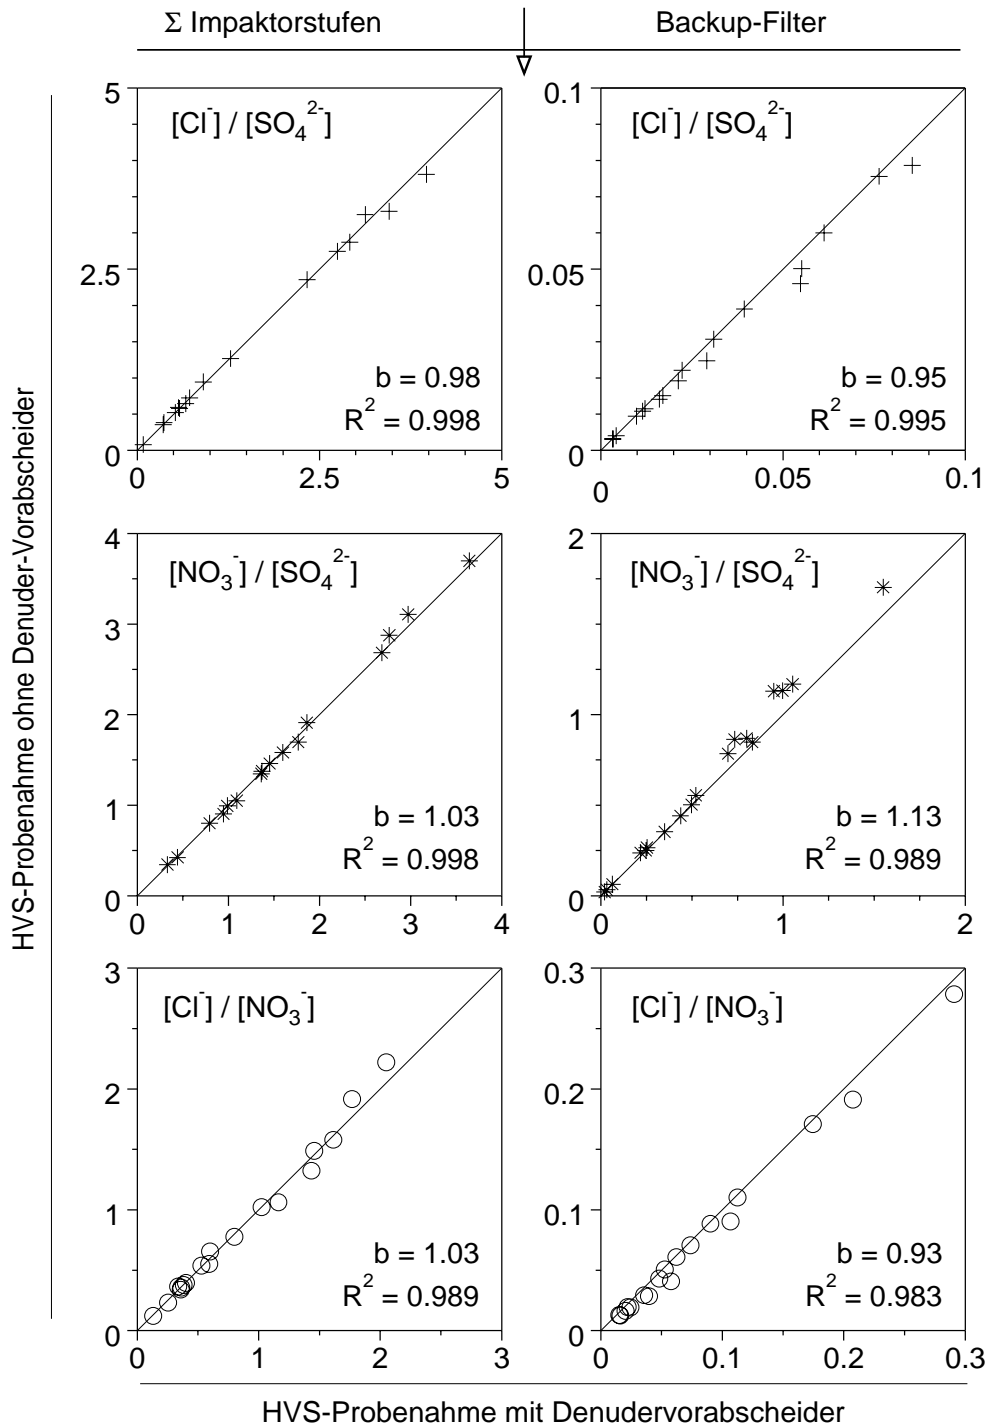 Σ Impaktorstufen
Backup-Filter
HVS-Probenahme ohne Denuder-Vorabscheider
5
2.5
0
[Cl⁻] / [SO₄²⁻]
b = 0.98
R² = 0.998
0 2.5 5
0.1
0.05
0
[Cl⁻] / [SO₄²⁻]
b = 0.95
R² = 0.995
0 0.05 0.1
4
3
2
1
0
[NO₃⁻] / [SO₄²⁻]
b = 1.03
R² = 0.998
0 1 2 3 4
2
1
0
[NO₃⁻] / [SO₄²⁻]
b = 1.13
R² = 0.989
0 1 2
3
2
1
0
[Cl⁻] / [NO₃⁻]
b = 1.03
R² = 0.989
0 1 2 3
0.3
0.2
0.1
0
[Cl⁻] / [NO₃⁻]
b = 0.93
R² = 0.983
0 0.1 0.2 0.3
HVS-Probenahme mit Denudervorabscheider